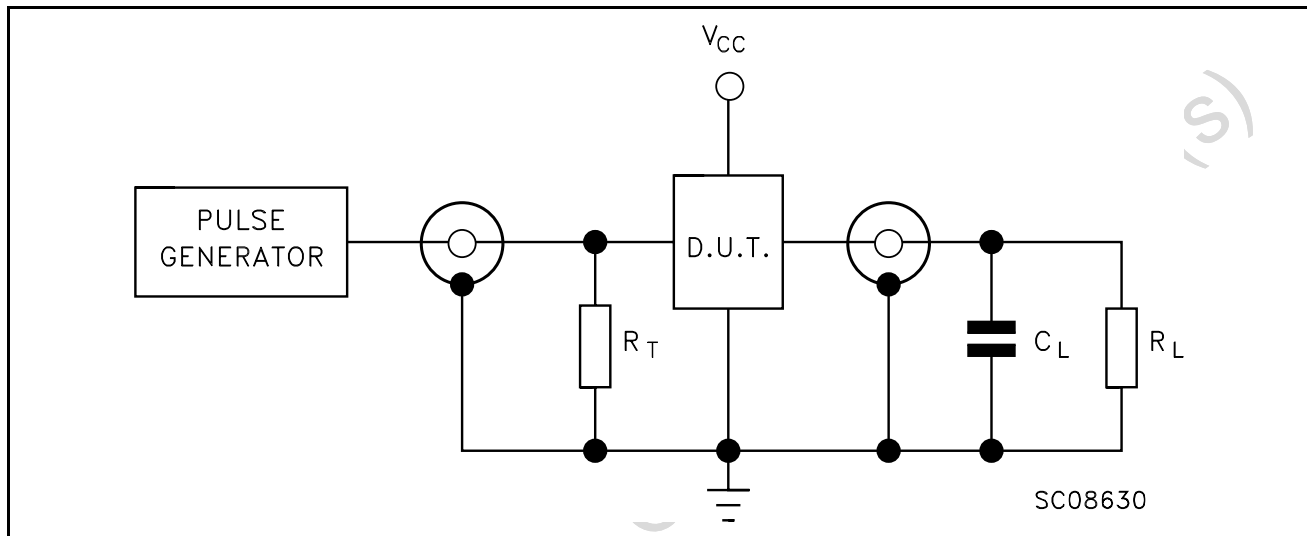 VCC
PULSE
GENERATOR
D.U.T.
RT
CL
RL
SC08630
(s)